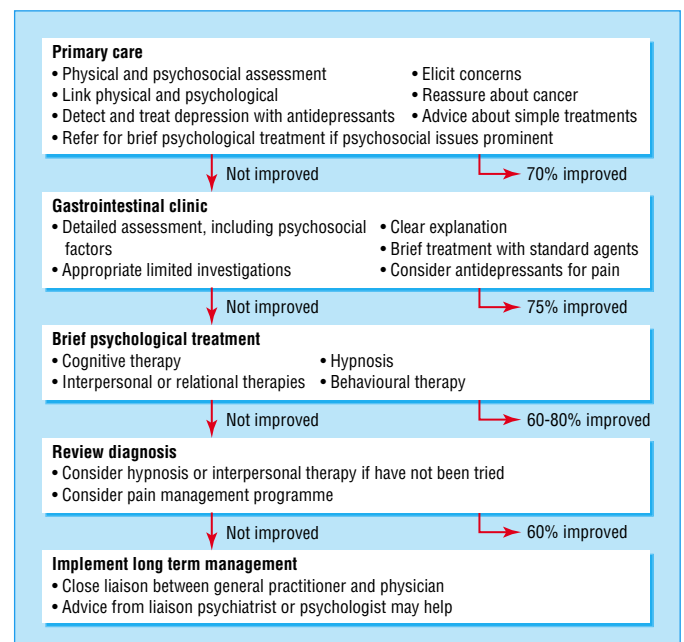 Primary care
• Physical and psychosocial assessment
• Link physical and psychological
• Detect and treat depression with antidepressants
• Elicit concerns
• Reassure about cancer
• Advice about simple treatments
• Refer for brief psychological treatment if psychosocial issues prominent
Not improved
70% improved
Gastrointestinal clinic
• Detailed assessment, including psychosocial
factors
• Appropriate limited investigations
• Clear explanation
• Brief treatment with standard agents
• Consider antidepressants for pain
Not improved
75% improved
Brief psychological treatment
• Cognitive therapy
• Interpersonal or relational therapies
• Hypnosis
• Behavioural therapy
Not improved
60-80% improved
Review diagnosis
• Consider hypnosis or interpersonal therapy if have not been tried
• Consider pain management programme
Not improved
60% improved
Implement long term management
• Close liaison between general practitioner and physician
• Advice from liaison psychiatrist or psychologist may help